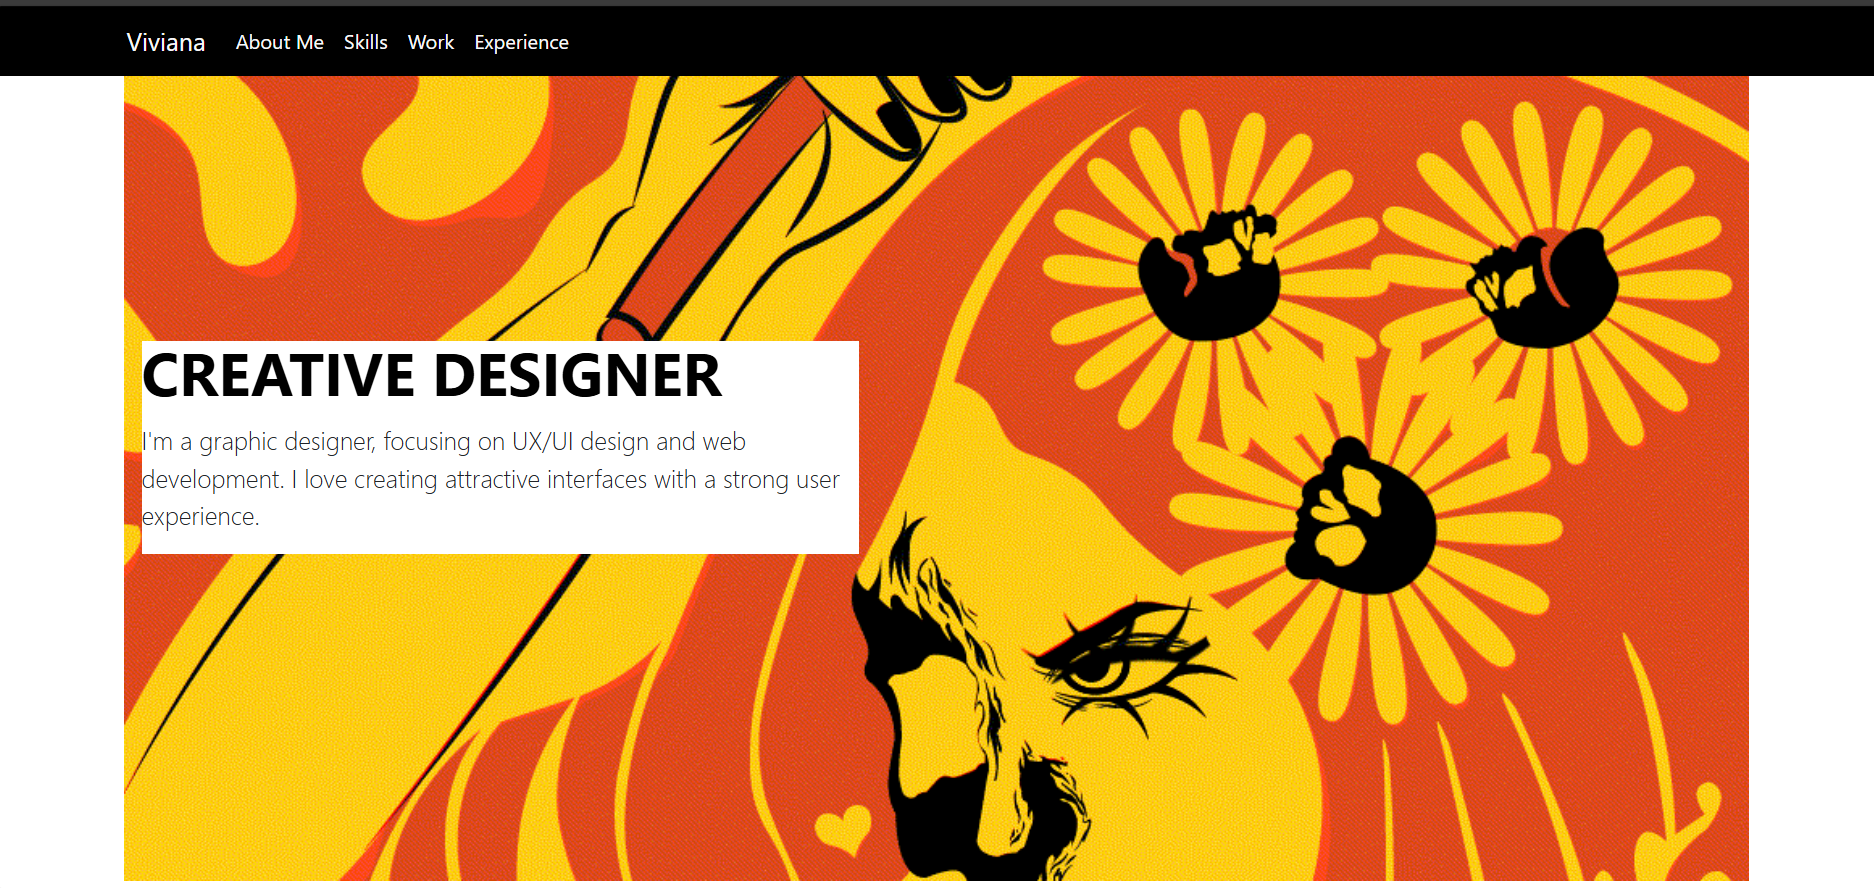 Viviana About Me Skills Work Experience
CREATIVE DESIGNER
I'm a graphic designer, focusing on UX/UI design and web
development. I love creating attractive interfaces with a strong user
experience.